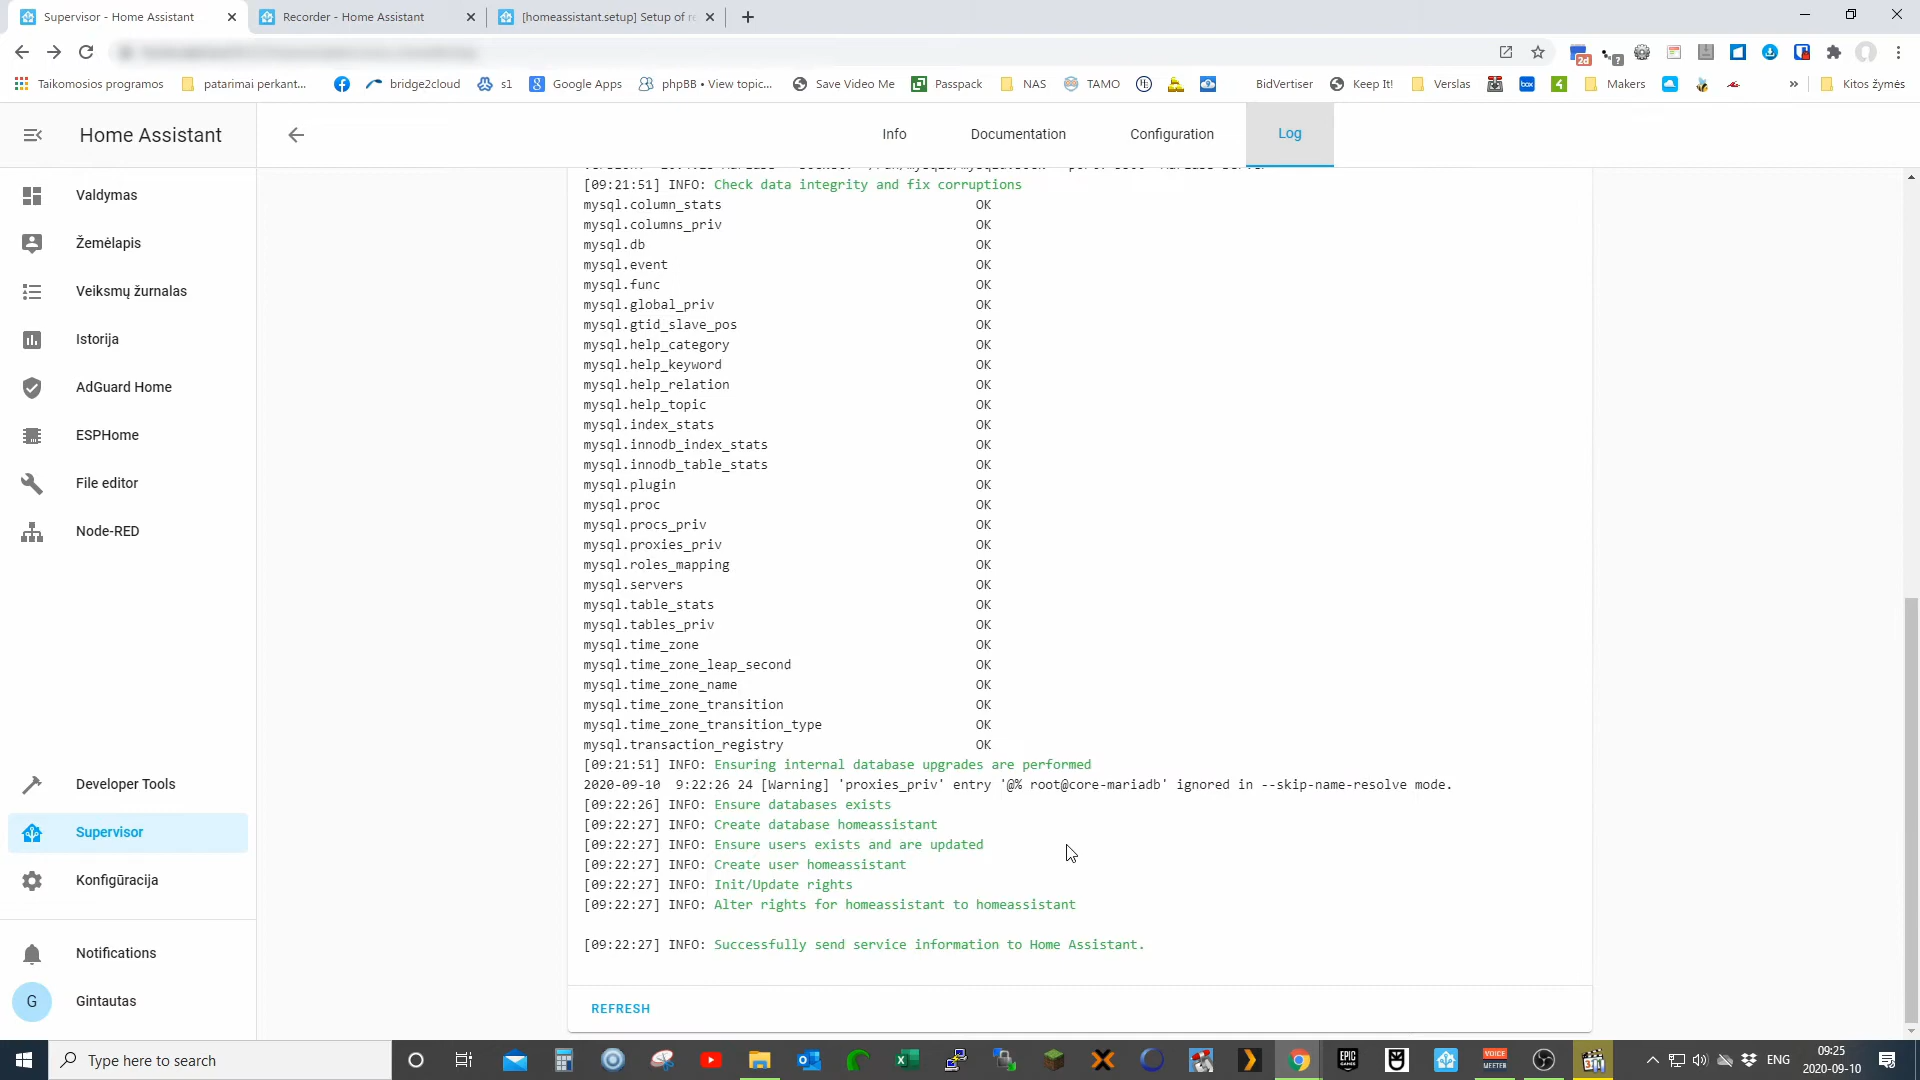 Supervisor - Home Assistant
Recorder - Home Assistant
[homeassistant.setup] Setup of re
Taikomosios programos
patarimai perkant...
bridge2cloud
s1
Google Apps
phpBB • View topic...
Save Video Me
Passpack
NAS
TAMO
BidVertiser
Keep It!
Verslas
box
4
Makers
»
Kitos žymės
2d
?
Home Assistant
Info
Documentation
Configuration
Log
Valdymas
Žemėlapis
Veiksmų žurnalas
Istorija
AdGuard Home
ESPHome
File editor
Node-RED
Developer Tools
Supervisor
Konfigūracija
Notifications
G
Gintautas
[09:21:51] INFO: Check data integrity and fix corruptions
mysql.column_stats OK
mysql.columns_priv OK
mysql.db OK
mysql.event OK
mysql.func OK
mysql.global_priv OK
mysql.gtid_slave_pos OK
mysql.help_category OK
mysql.help_keyword OK
mysql.help_relation OK
mysql.help_topic OK
mysql.index_stats OK
mysql.innodb_index_stats OK
mysql.innodb_table_stats OK
mysql.plugin OK
mysql.proc OK
mysql.procs_priv OK
mysql.proxies_priv OK
mysql.roles_mapping OK
mysql.servers OK
mysql.table_stats OK
mysql.tables_priv OK
mysql.time_zone OK
mysql.time_zone_leap_second OK
mysql.time_zone_name OK
mysql.time_zone_transition OK
mysql.time_zone_transition_type OK
mysql.transaction_registry OK
[09:21:51] INFO: Ensuring internal database upgrades are performed
2020-09-10  9:22:26 24 [Warning] 'proxies_priv' entry '@% root@core-mariadb' ignored in --skip-name-resolve mode.
[09:22:26] INFO: Ensure databases exists
[09:22:27] INFO: Create database homeassistant
[09:22:27] INFO: Ensure users exists and are updated
[09:22:27] INFO: Create user homeassistant
[09:22:27] INFO: Init/Update rights
[09:22:27] INFO: Alter rights for homeassistant to homeassistant
[09:22:27] INFO: Successfully send service information to Home Assistant.
REFRESH
Type here to search
EPIC GAMES
VOICE MEETER
ENG
09:25
2020-09-10